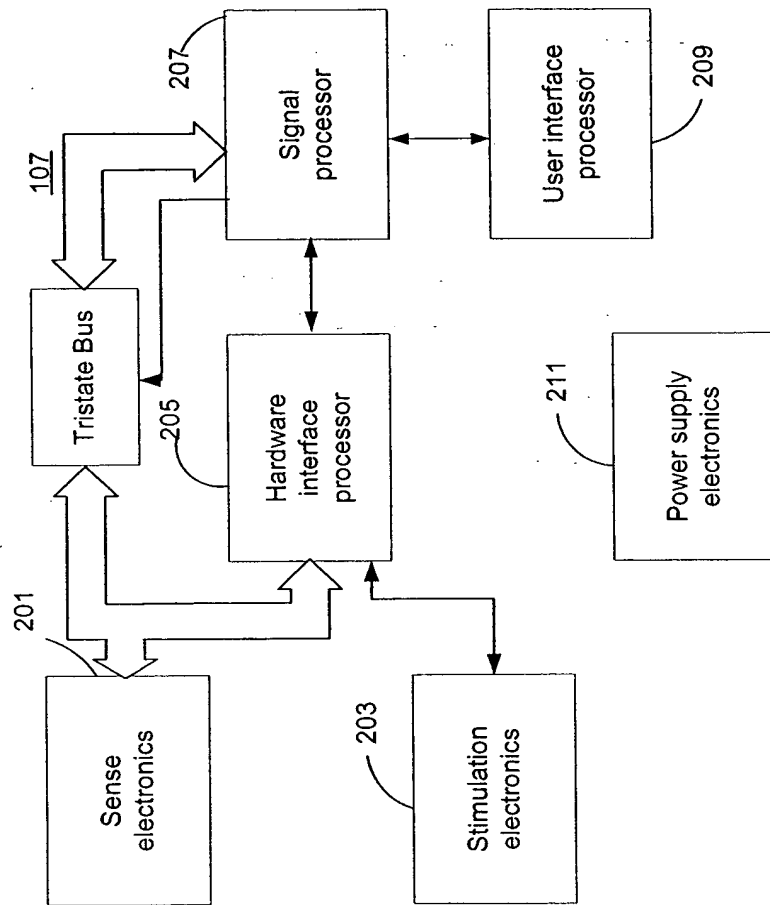 107
201
Sense
electronics
Tristate Bus
207
Signal
processor
205
Hardware
interface
processor
203
Stimulation
electronics
209
User interface
processor
211
Power supply
electronics